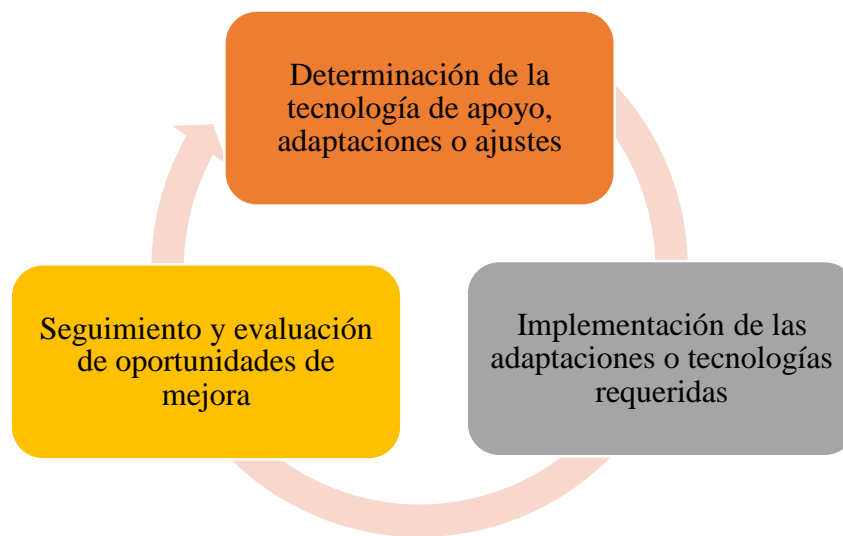 Determinación de la
tecnología de apoyo,
adaptaciones o ajustes
Implementación de las
adaptaciones o tecnologías
requeridas
Seguimiento y evaluación
de oportunidades de
mejora